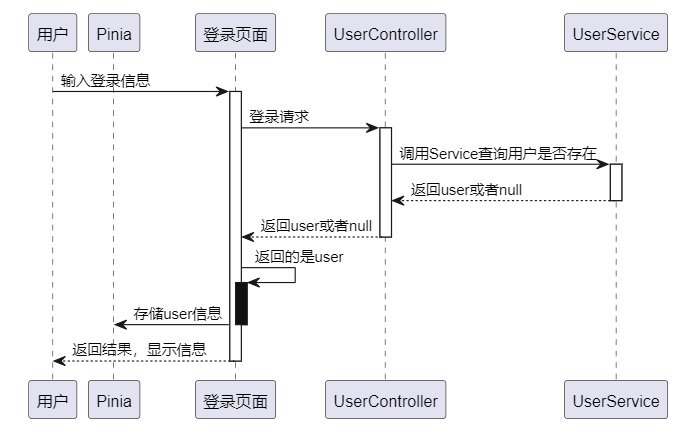 用户
Pinia
登录页面
UserController
UserService
输入登录信息
登录请求
调用Service查询用户是否存在
返回user或者null
返回user或者null
返回的是user
存储user信息
返回结果，显示信息
用户
Pinia
登录页面
UserController
UserService